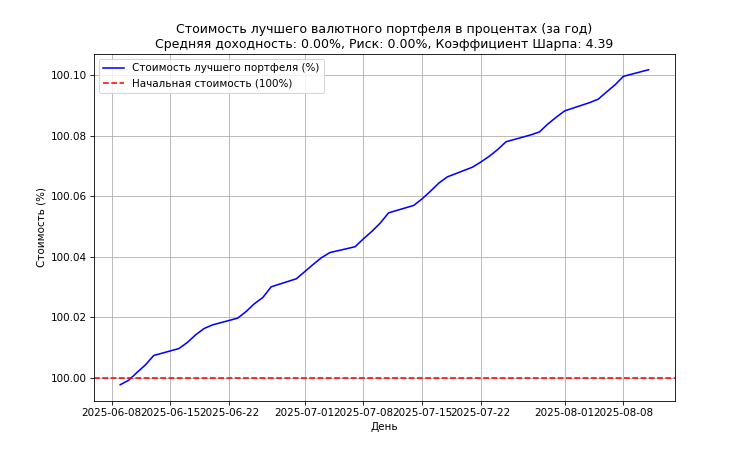 Стоимость лучшего валютного портфеля в процентах (за год)
Средняя доходность: 0.00%, Риск: 0.00%, Коэффициент Шарпа: 4.39
Стоимость лучшего портфеля (%)
Начальная стоимость (100%)
Стоимость (%)
100.10
100.08
100.06
100.04
100.02
100.00
2025-06-08 2025-06-15 2025-06-22 2025-07-01 2025-07-08 2025-07-15 2025-07-22 2025-08-01 2025-08-08
День